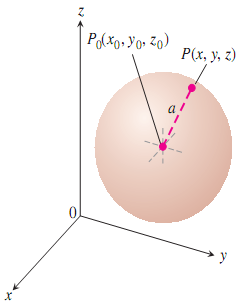 z
P₀(x₀, y₀, z₀)
P(x, y, z)
a
0
y
x